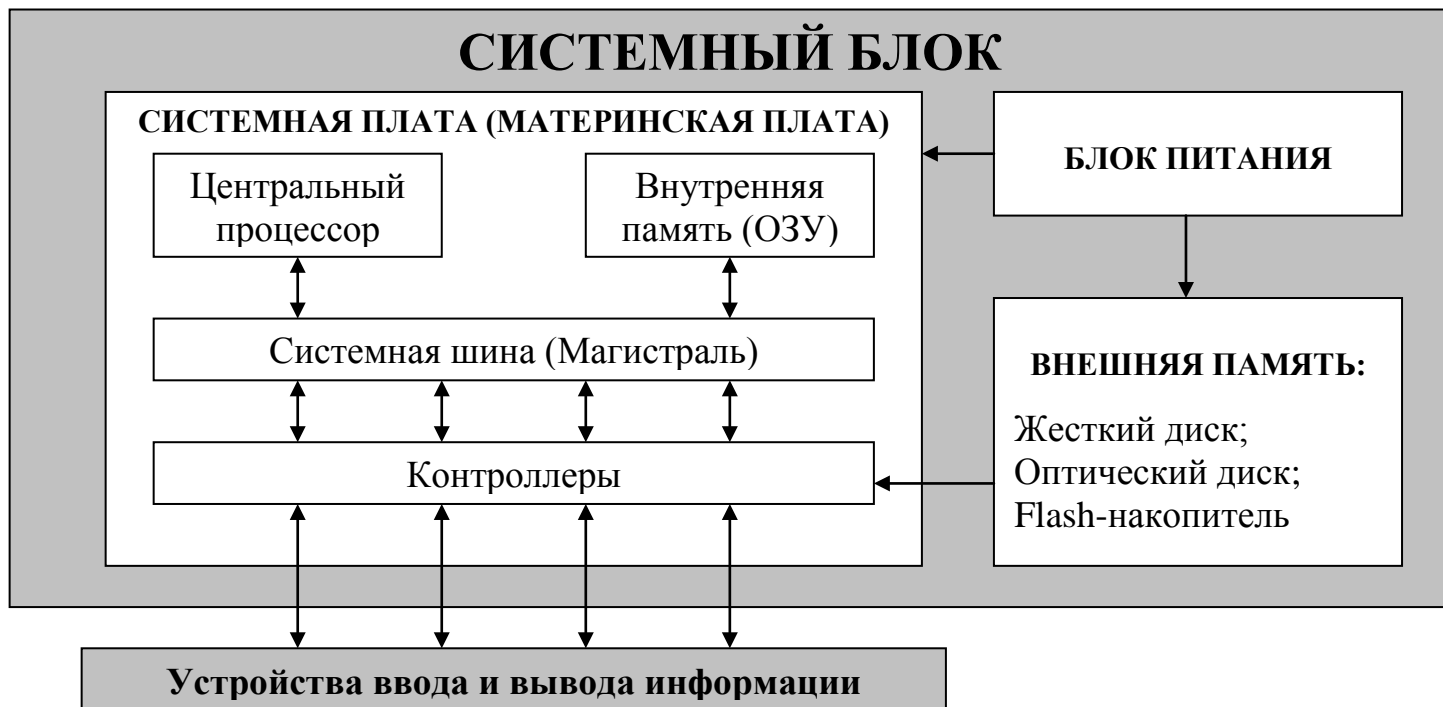 СИСТЕМНЫЙ БЛОК
СИСТЕМНАЯ ПЛАТА (МАТЕРИНСКАЯ ПЛАТА)
Центральный
процессор
Внутренняя
память (ОЗУ)
Системная шина (Магистраль)
Контроллеры
БЛОК ПИТАНИЯ
ВНЕШНЯЯ ПАМЯТЬ:
Жесткий диск;
Оптический диск;
Flash-накопитель
Устройства ввода и вывода информации